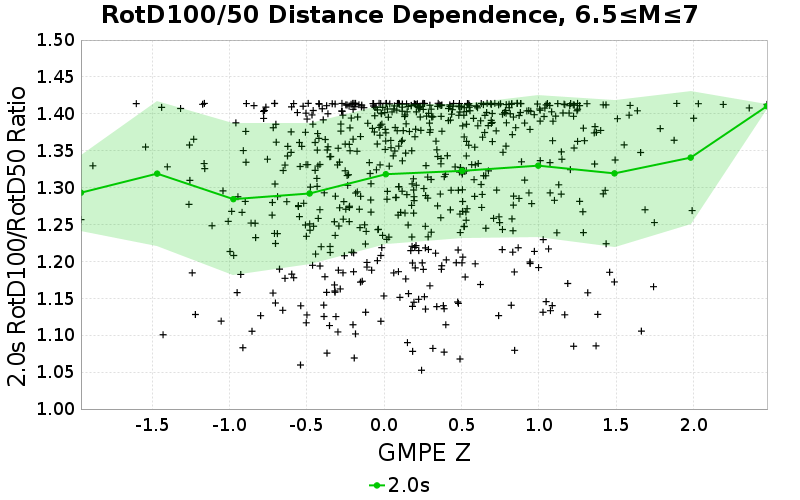 RotD100/50 Distance Dependence, 6.5≤M≤7
2.0s RotD100/RotD50 Ratio
1.50
1.45
1.40
1.35
1.30
1.25
1.20
1.15
1.10
1.05
1.00
-1.5 -1.0 -0.5 0.0 0.5 1.0 1.5 2.0
GMPE Z
2.0s